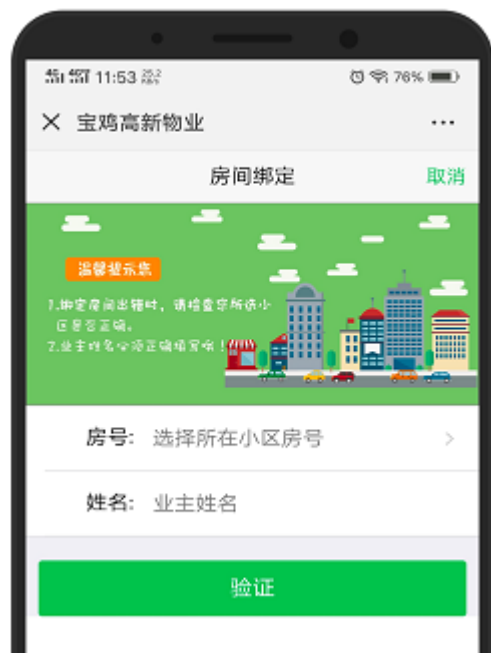 11:53
76%
宝鸡高新物业
房间绑定
取消
温馨提示您
1.绑定房间出错时，请检查您所选小
区是否正确。
2.业主姓名必须正确填写哦！
房号: 选择所在小区房号
姓名: 业主姓名
验证